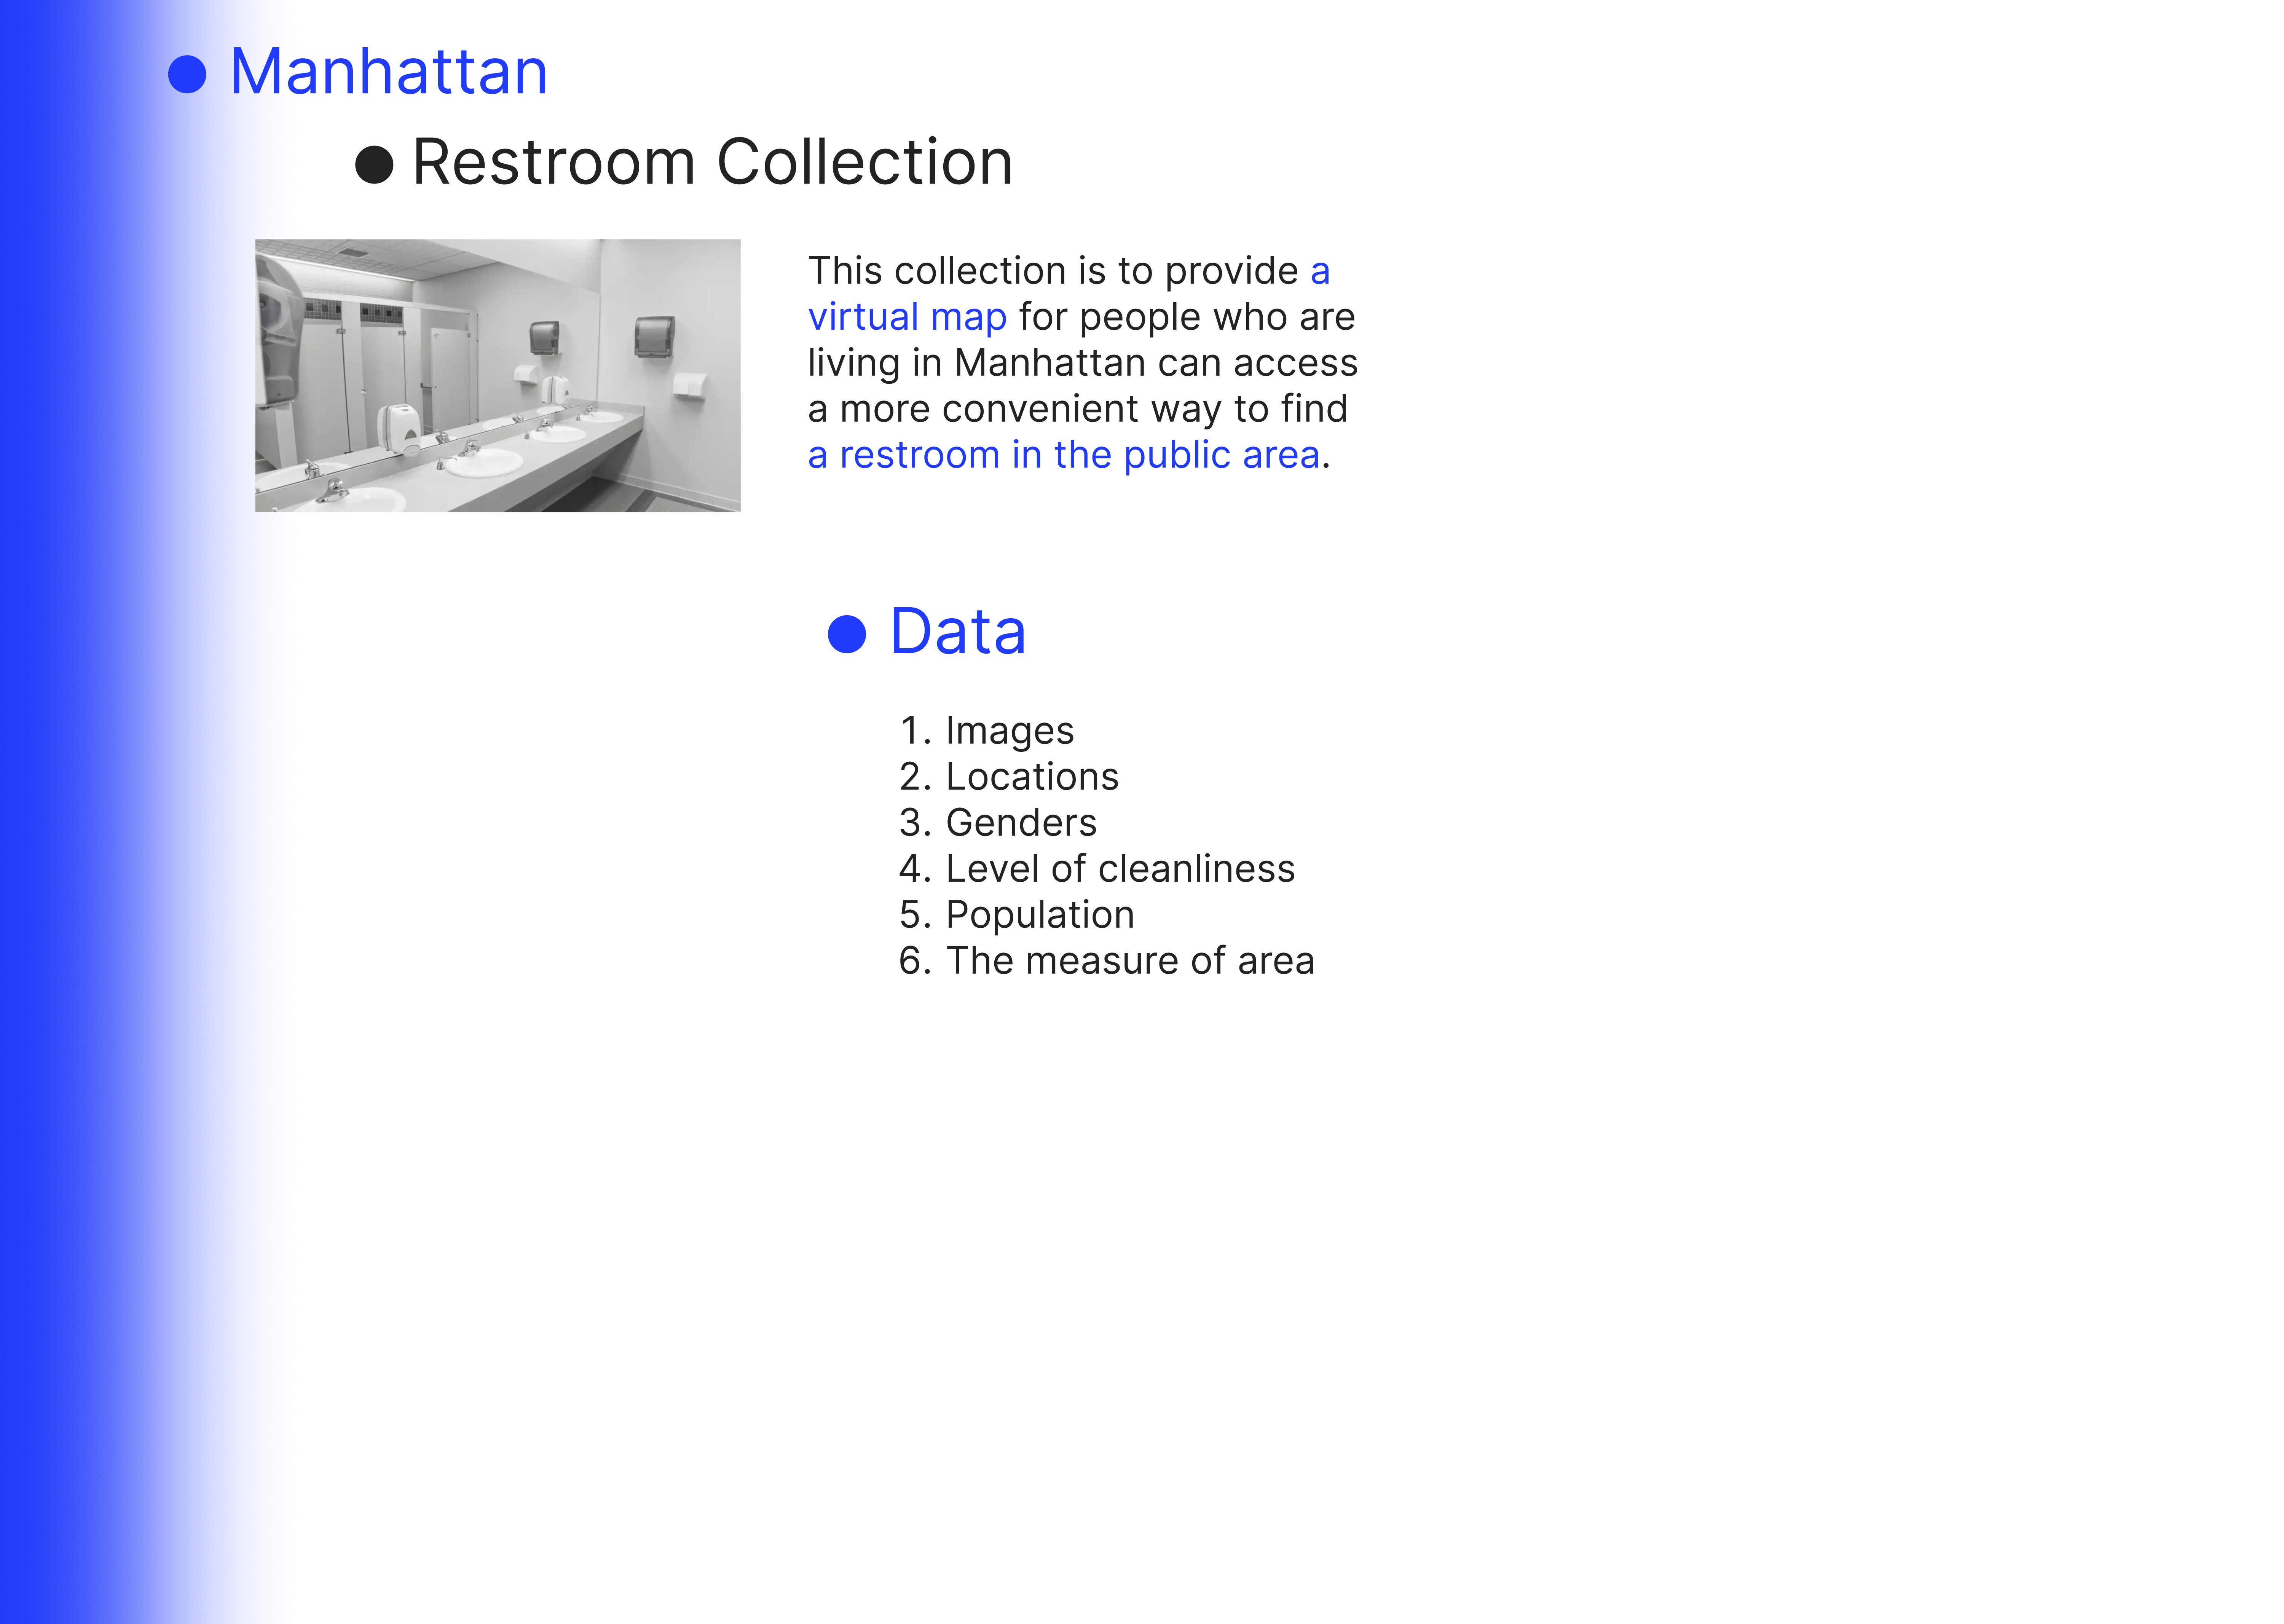 Manhattan
Restroom Collection
This collection is to provide a
virtual map for people who are
living in Manhattan can access
a more convenient way to find
a restroom in the public area.
Data
1. Images
2. Locations
3. Genders
4. Level of cleanliness
5. Population
6. The measure of area